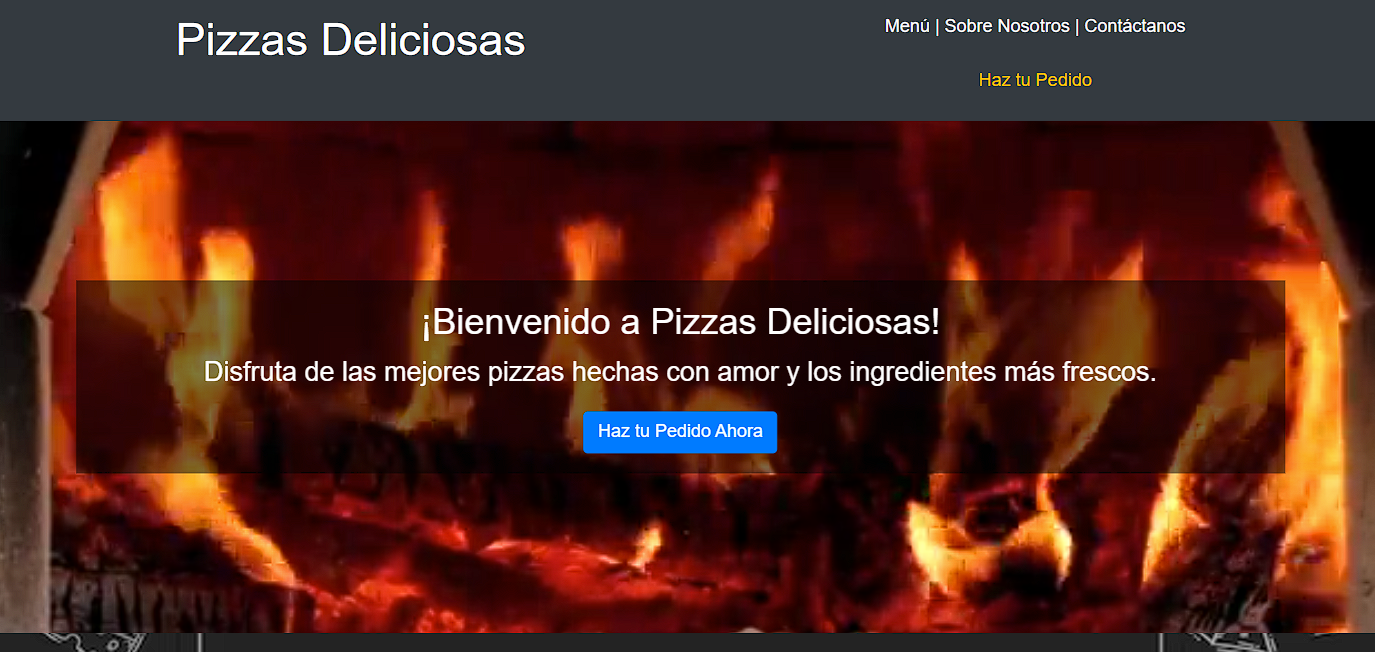 Pizzas Deliciosas
Menú | Sobre Nosotros | Contáctanos
Haz tu Pedido
¡Bienvenido a Pizzas Deliciosas!
Disfruta de las mejores pizzas hechas con amor y los ingredientes más frescos.
Haz tu Pedido Ahora